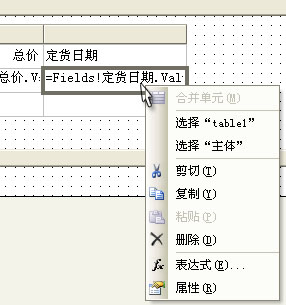 总价 定货日期
总价.Va =Fields!定货日期.Val
合并单元(M)
选择“table1”
选择“主体”
剪切(T)
复制(Y)
粘贴(P)
删除(D)
fx 表达式(E)...
属性(R)